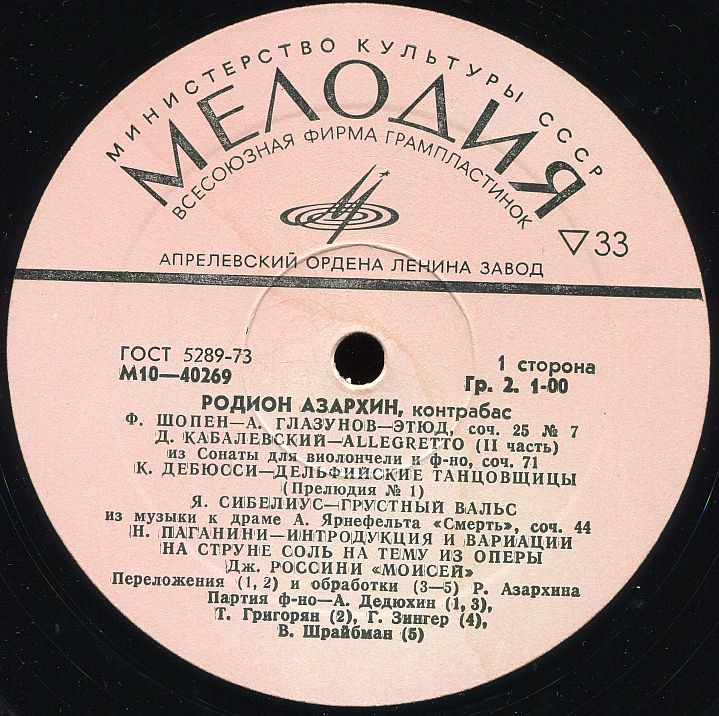 МИНИСТЕРСТВО КУЛЬТУРЫ СССР
МЕЛОДИЯ
ВСЕСОЮЗНАЯ ФИРМА ГРАМПЛАСТИНОК
▽33
АПРЕЛЕВСКИЙ ОРДЕНА ЛЕНИНА ЗАВОД
ГОСТ 5289-73
М10—40269
1 сторона
Гр. 2. 1-00
РОДИОН АЗАРХИН, контрабас
Ф. ШОПЕН—А. ГЛАЗУНОВ—ЭТЮД, соч. 25 № 7
Д. КАБАЛЕВСКИЙ—ALLEGRETTO (II часть)
из Сонаты для виолончели и ф-но, соч. 71
К. ДЕБЮССИ—ДЕЛЬФИЙСКИЕ ТАНЦОВЩИЦЫ
(Прелюдия № 1)
Я. СИБЕЛИУС—ГРУСТНЫЙ ВАЛЬС
из музыки к драме А. Ярнефельта «Смерть», соч. 44
Н. ПАГАНИНИ—ИНТРОДУКЦИЯ И ВАРИАЦИИ
НА СТРУНЕ СОЛЬ НА ТЕМУ ИЗ ОПЕРЫ
Дж. РОССИНИ «МОИСЕЙ»
Переложения (1, 2) и обработки (3—5) Р. Азархина
Партия ф-но—А. Дедюхин (1, 3),
Т. Григорян (2), Г. Зингер (4),
В. Шрайбман (5)